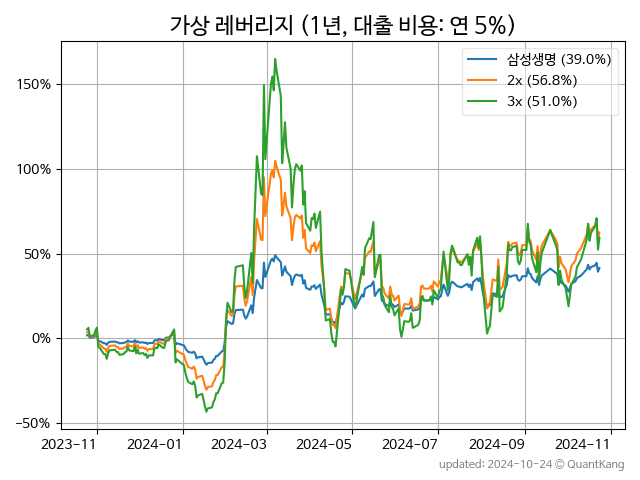 가상 레버리지 (1년, 대출 비용: 연 5%)
삼성생명 (39.0%)
2x (56.8%)
3x (51.0%)
150%
100%
50%
0%
−50%
2023-11 2024-01 2024-03 2024-05 2024-07 2024-09 2024-11
updated: 2024-10-24 © QuantKang